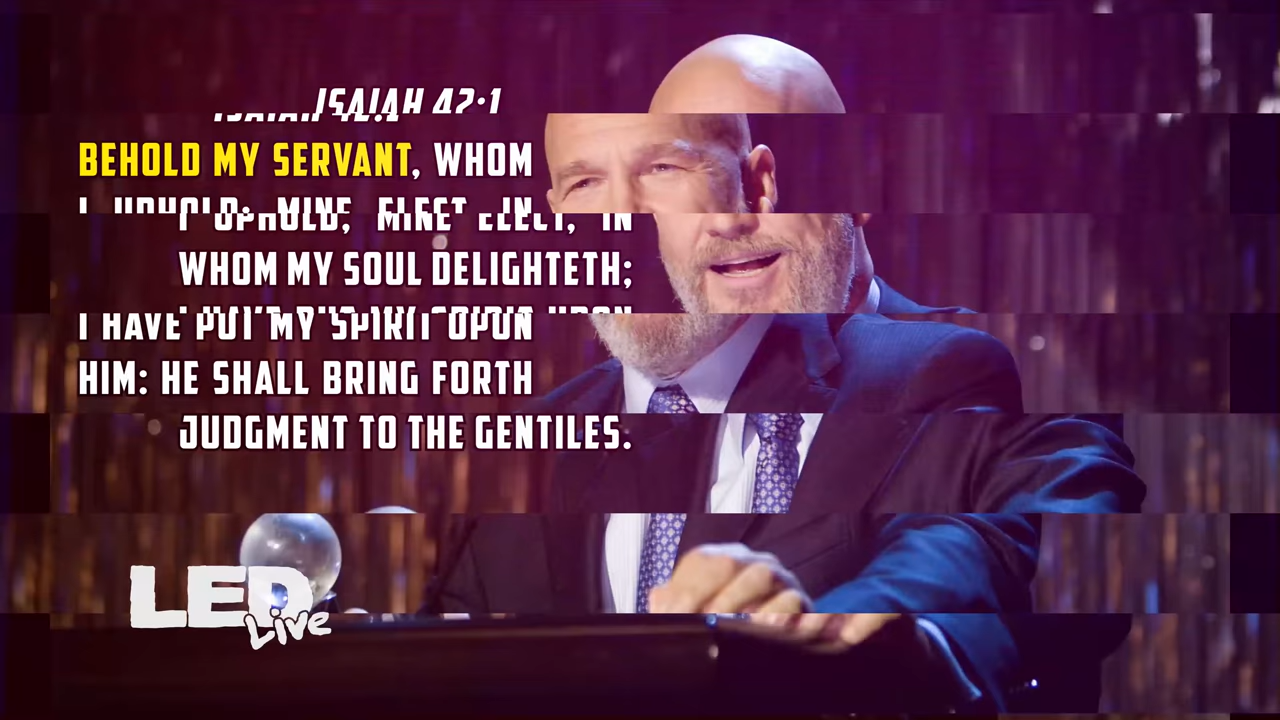 ISAIAH 42:1
BEHOLD MY SERVANT, WHOM
I UPHOLD; MINE ELECT, IN
WHOM MY SOUL DELIGHTETH;
I HAVE PUT MY SPIRIT UPON
HIM: HE SHALL BRING FORTH
JUDGMENT TO THE GENTILES.
LED
Live